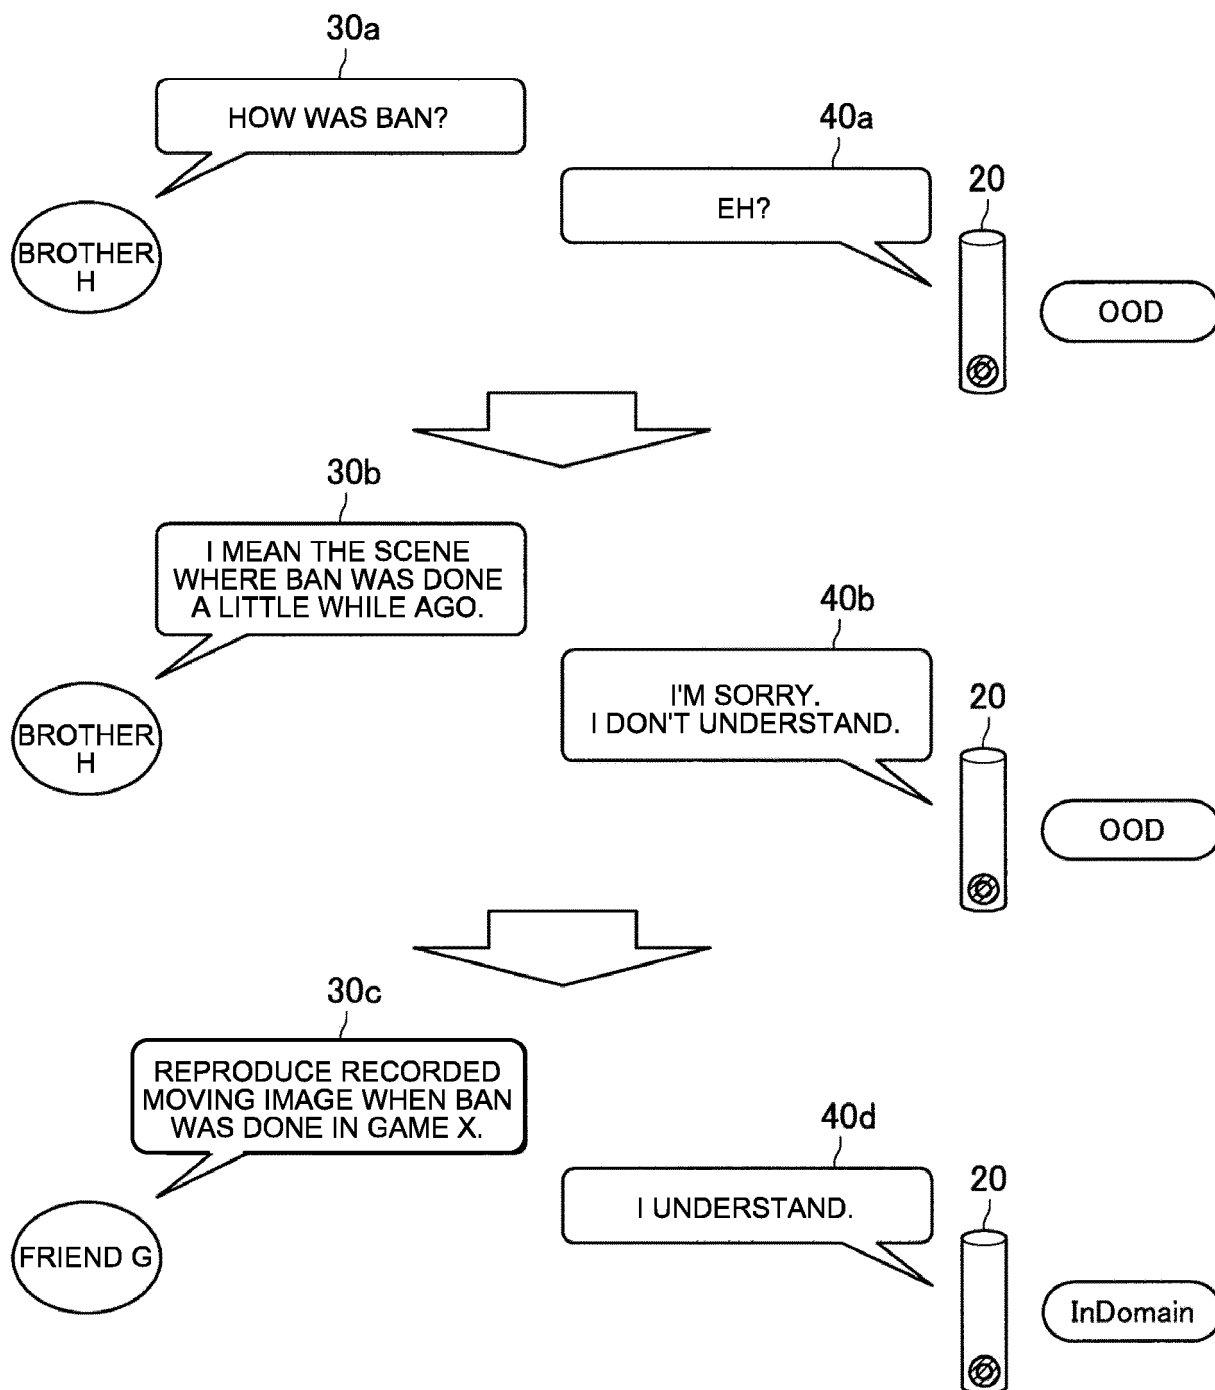 30a
HOW WAS BAN?
40a
EH?
20
BROTHER
H
OOD
30b
I MEAN THE SCENE
WHERE BAN WAS DONE
A LITTLE WHILE AGO.
40b
I'M SORRY.
I DON'T UNDERSTAND.
20
BROTHER
H
OOD
30c
REPRODUCE RECORDED
MOVING IMAGE WHEN BAN
WAS DONE IN GAME X.
40d
I UNDERSTAND.
20
FRIEND G
InDomain